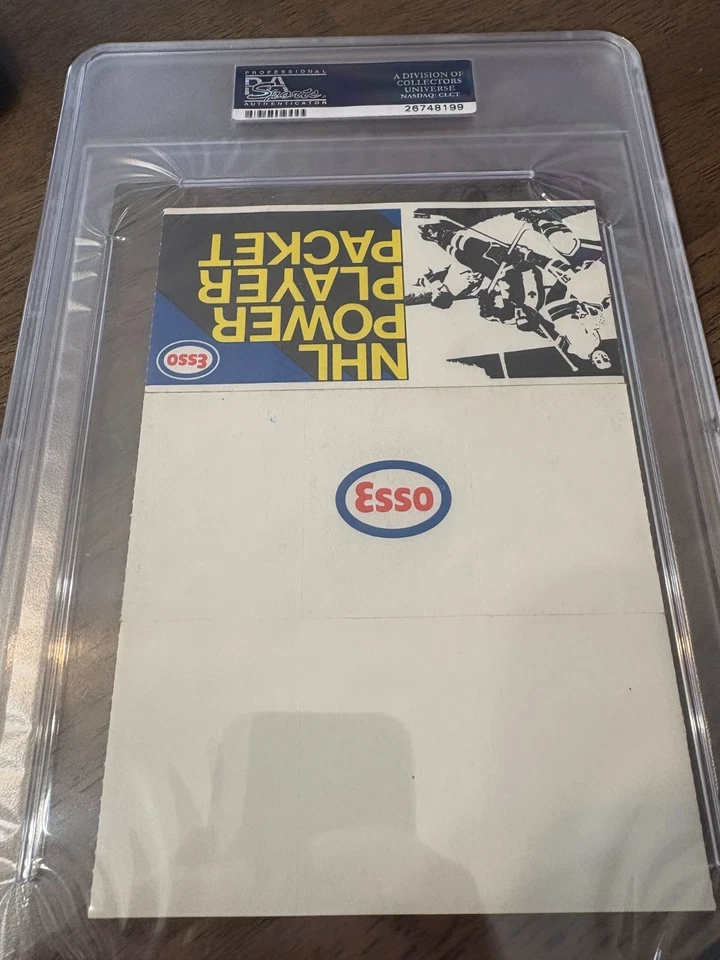 PROFESSIONAL
PSA
Sports
AUTHENTICATOR
A DIVISION OF
COLLECTORS
UNIVERSE
NASDAQ: CLCT
26748199
NHL
POWER
PLAYER
PACKET
Esso
Esso